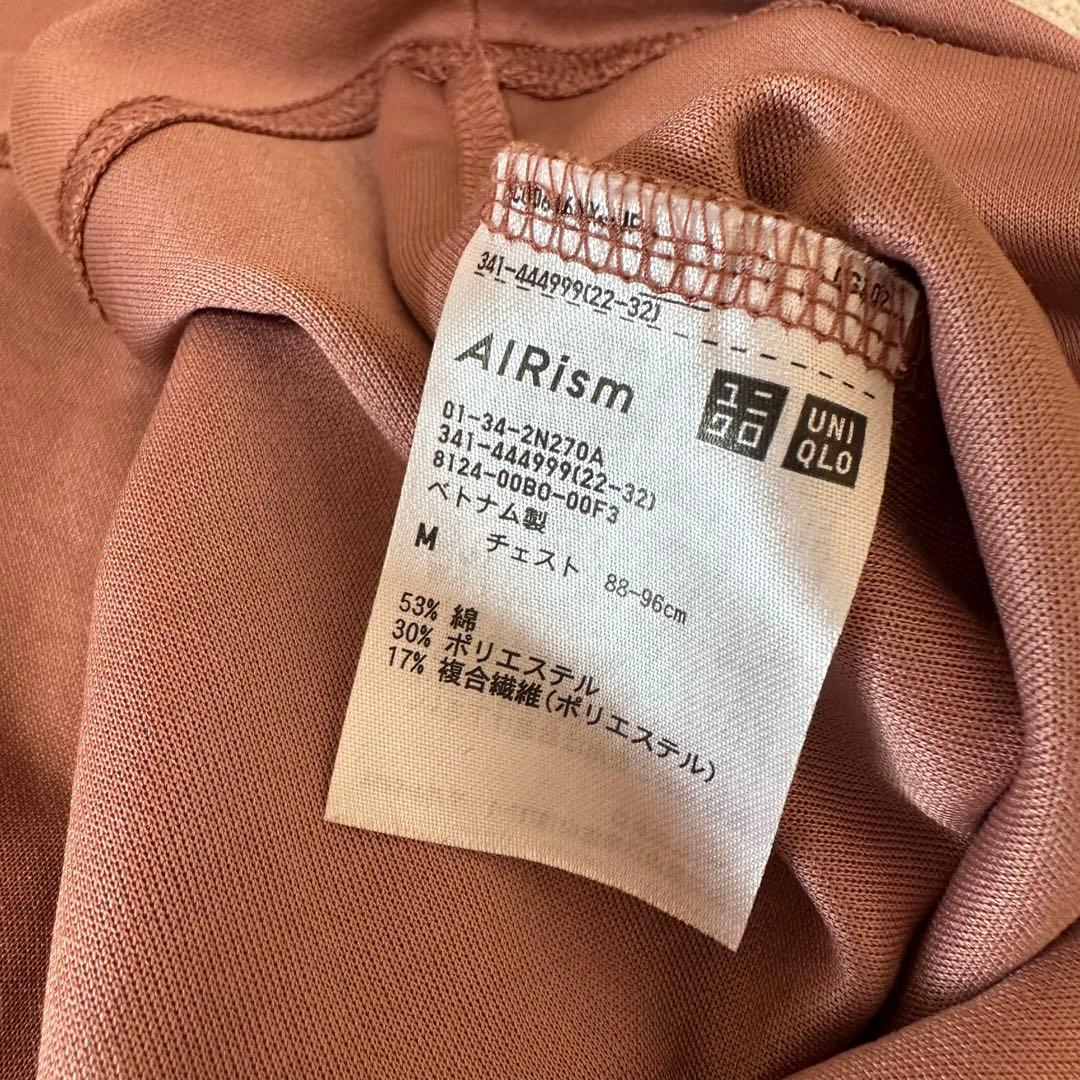 341-444999(22-32)
AIRism
ユニクロ
UNIQLO
01-34-2N270A
341-444999(22-32)
8124-00B0-00F3
ベトナム製
M チェスト 88-96cm
53% 綿
30% ポリエステル
17% 複合繊維(ポリエステル)